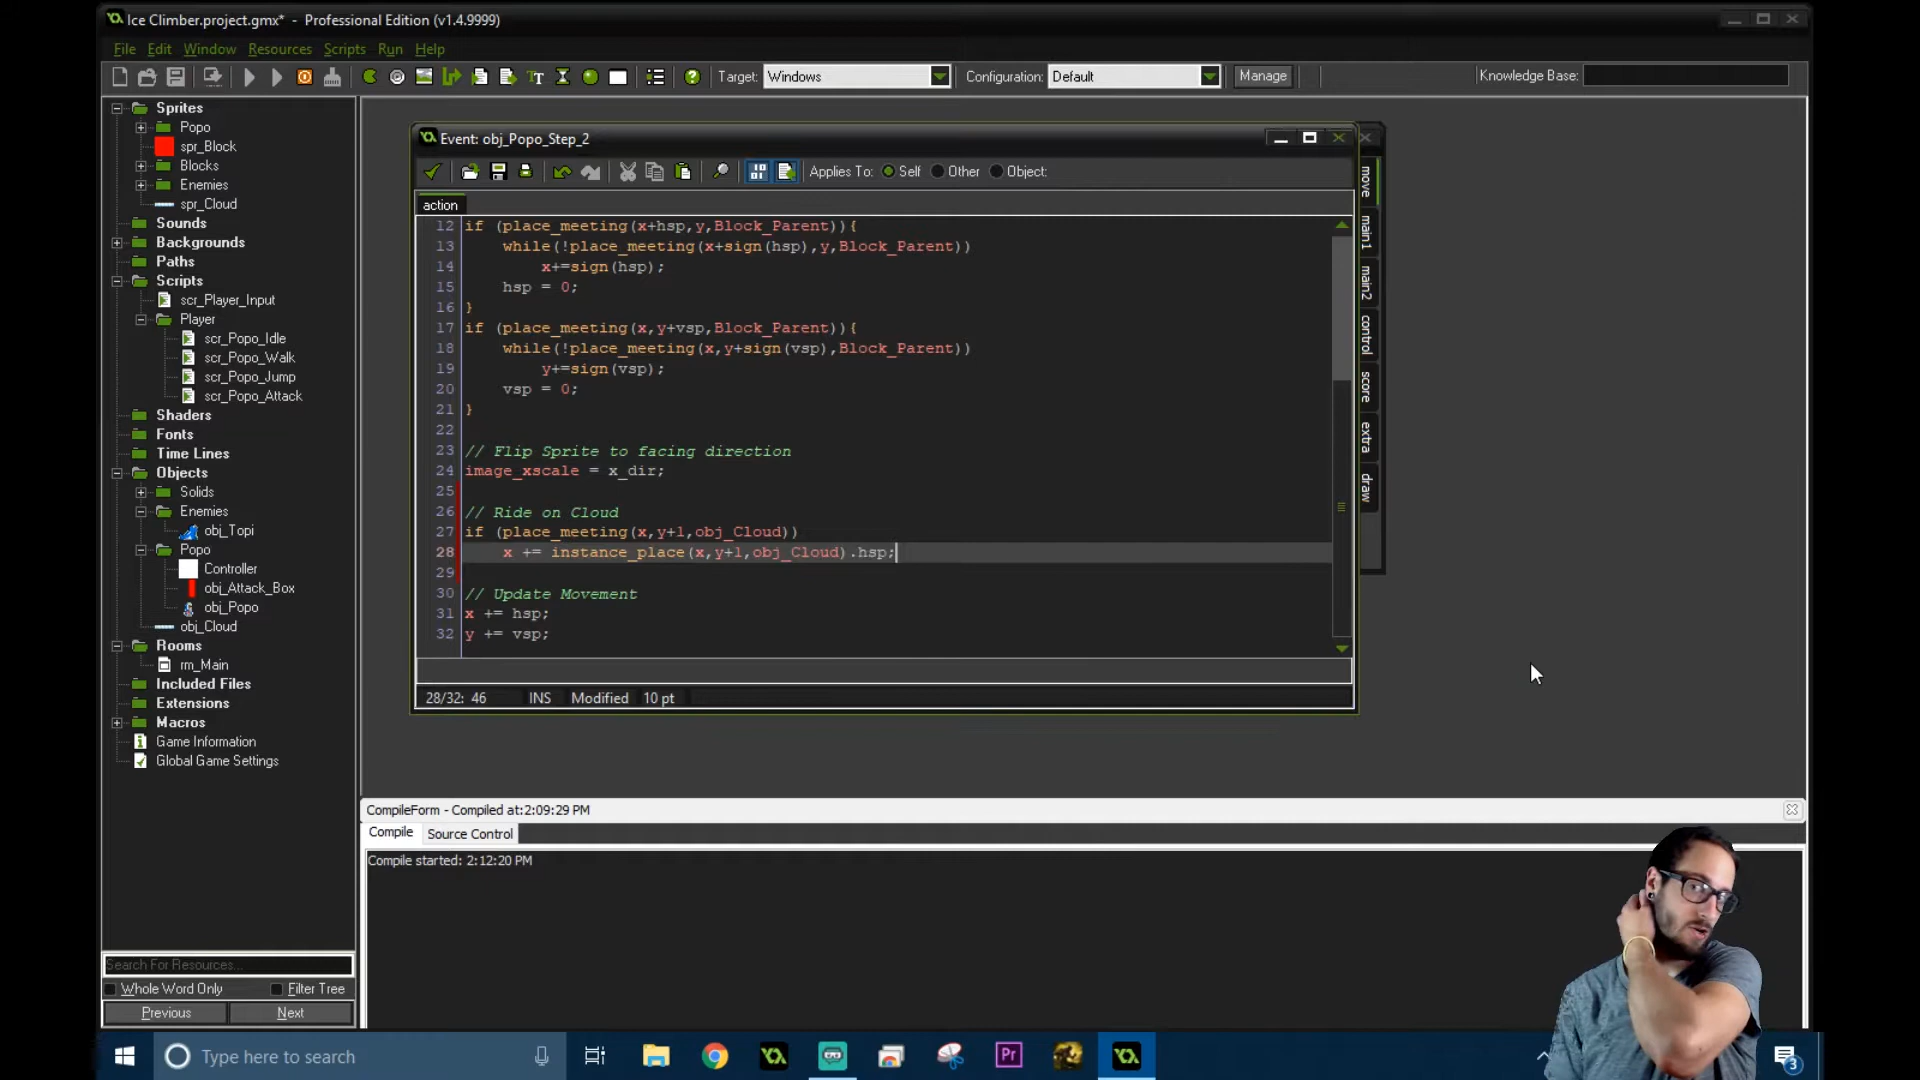 Ice Climber.project.gmx* - Professional Edition (v1.4.9999)
File Edit Window Resources Scripts Run Help
Target: Windows Configuration: Default Manage Knowledge Base:
Sprites
Popo
spr_Block
Blocks
Enemies
spr_Cloud
Sounds
Backgrounds
Paths
Scripts
scr_Player_Input
Player
scr_Popo_Idle
scr_Popo_Walk
scr_Popo_Jump
scr_Popo_Attack
Shaders
Fonts
Time Lines
Objects
Solids
Enemies
obj_Topi
Popo
Controller
obj_Attack_Box
obj_Popo
obj_Cloud
Rooms
rm_Main
Included Files
Extensions
Macros
Game Information
Global Game Settings
Search For Resources...
Whole Word Only Filter Tree
Previous Next
Event: obj_Popo_Step_2
Applies To: Self Other Object:
action
12 if (place_meeting(x+hsp,y,Block_Parent)){
13 while(!place_meeting(x+sign(hsp),y,Block_Parent))
14 x+=sign(hsp);
15 hsp = 0;
16 }
17 if (place_meeting(x,y+vsp,Block_Parent)){
18 while(!place_meeting(x,y+sign(vsp),Block_Parent))
19 y+=sign(vsp);
20 vsp = 0;
21 }
22
23 // Flip Sprite to facing direction
24 image_xscale = x_dir;
25
26 // Ride on Cloud
27 if (place_meeting(x,y+1,obj_Cloud))
28 x += instance_place(x,y+1,obj_Cloud).hsp;
29
30 // Update Movement
31 x += hsp;
32 y += vsp;
28/32: 46 INS Modified 10 pt
move
main1
main2
control
score
extra
draw
CompileForm - Compiled at:2:09:29 PM
Compile Source Control
Compile started: 2:12:20 PM
Type here to search
Pr
3